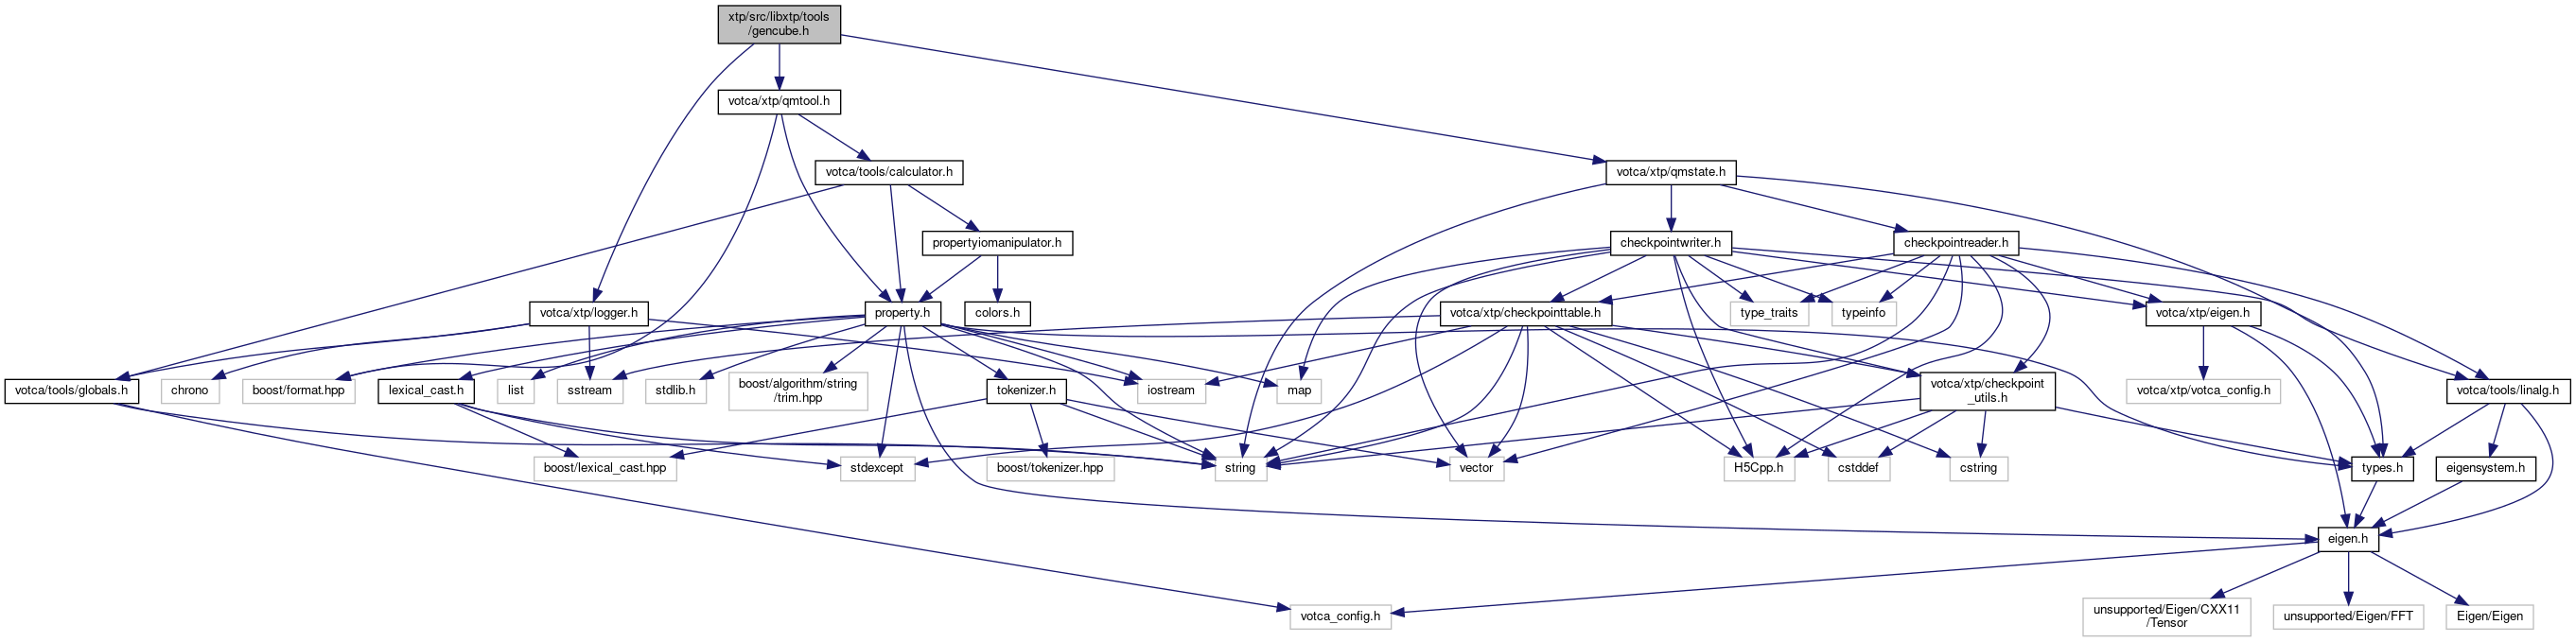 xtp/src/libxtp/tools
/gencube.h
votca/xtp/qmtool.h
votca/tools/calculator.h
votca/xtp/qmstate.h
propertyiomanipulator.h
checkpointwriter.h
checkpointreader.h
votca/xtp/logger.h
property.h
colors.h
votca/xtp/checkpointtable.h
type_traits
typeinfo
votca/xtp/eigen.h
votca/tools/globals.h
chrono
boost/format.hpp
lexical_cast.h
list
sstream
stdlib.h
boost/algorithm/string
/trim.hpp
tokenizer.h
iostream
map
votca/xtp/checkpoint
_utils.h
votca/xtp/votca_config.h
votca/tools/linalg.h
boost/lexical_cast.hpp
stdexcept
boost/tokenizer.hpp
string
vector
H5Cpp.h
cstddef
cstring
types.h
eigensystem.h
eigen.h
votca_config.h
unsupported/Eigen/CXX11
/Tensor
unsupported/Eigen/FFT
Eigen/Eigen